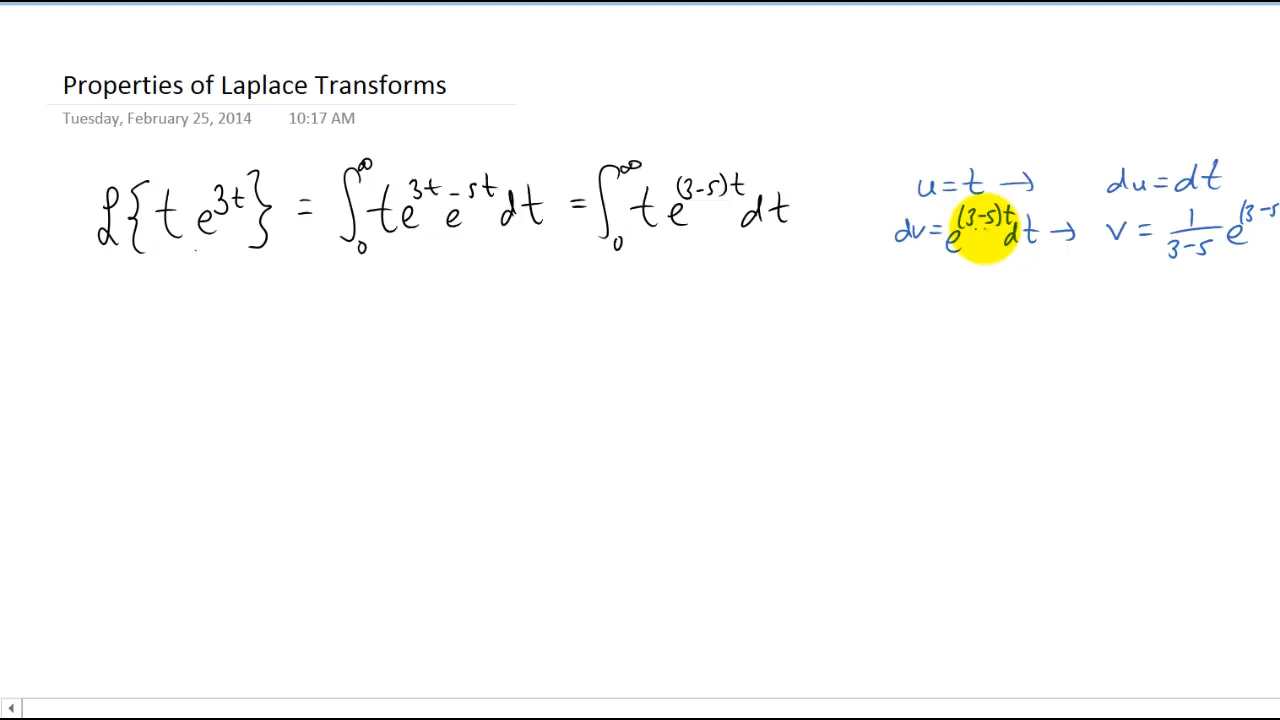 Properties of Laplace Transforms
Tuesday, February 25, 2014 10:17 AM
ℒ{t e^{3t}} = ∫_0^∞ t e^{3t} e^{-st} dt = ∫_0^∞ t e^{(3-s)t} dt
u = t → du = dt
dv = e^{(3-s)t} dt → v = \frac{1}{3-s} e^{(3-s